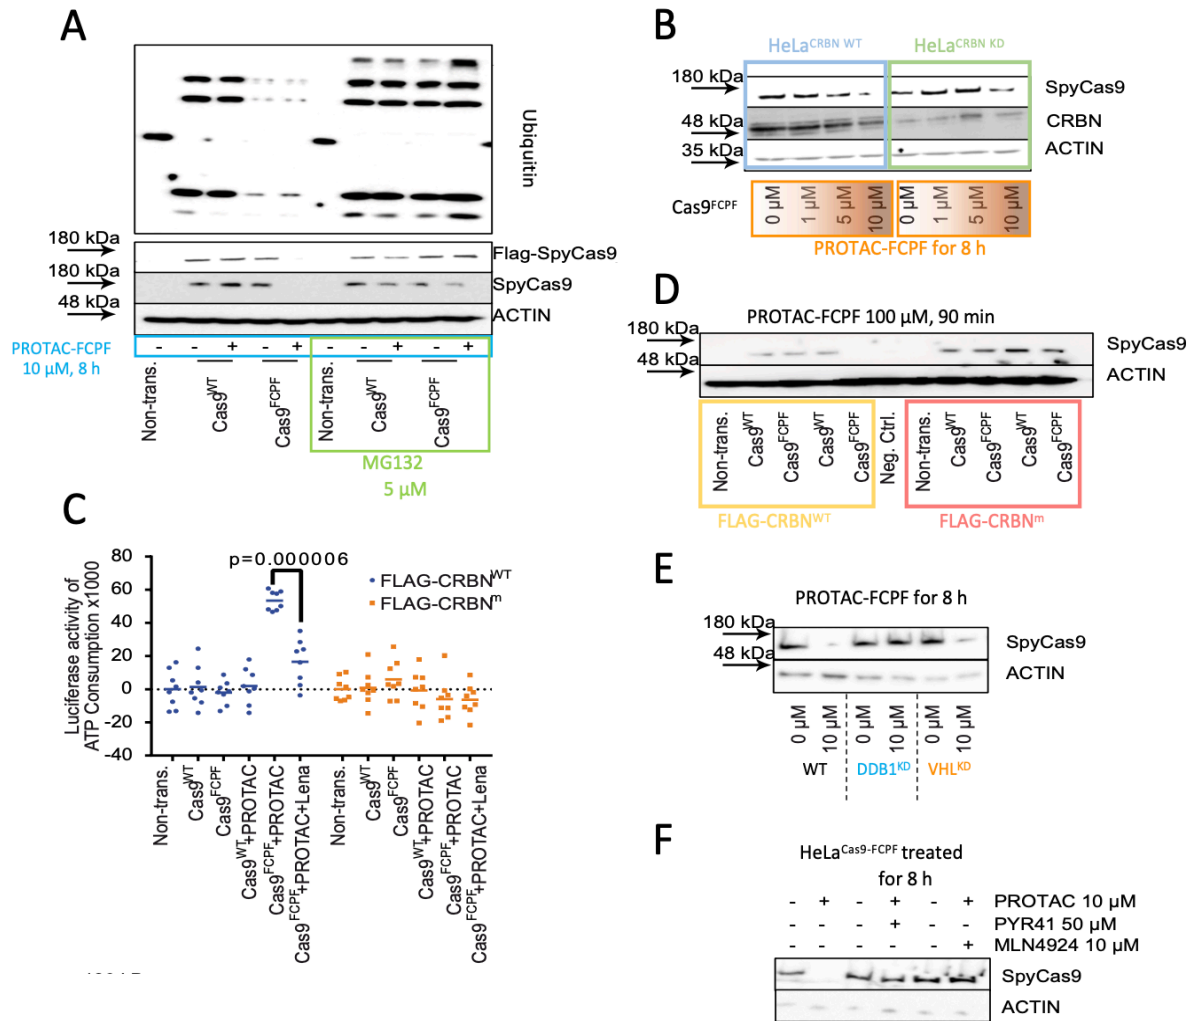 A
Ubiquitin
180 kDa
Flag-SpyCas9
180 kDa
SpyCas9
48 kDa
ACTIN
PROTAC-FCPF
10 µM, 8 h
- - + - + - - + - +
Non-trans.
Cas9WT
Cas9FCPF
Non-trans.
Cas9WT
Cas9FCPF
MG132
5 µM
B
HeLaCRBN WT
HeLaCRBN KD
180 kDa
SpyCas9
CRBN
48 kDa
ACTIN
35 kDa
Cas9FCPF
0 µM
1 µM
5 µM
10 µM
0 µM
1 µM
5 µM
10 µM
PROTAC-FCPF for 8 h
C
p=0.000006
FLAG-CRBNWT
FLAG-CRBNm
Luciferase activity of
ATP Consumption x1000
80
60
40
20
0
-20
-40
Non-trans.
Cas9WT
Cas9FCPF
Cas9WT+PROTAC
Cas9FCPF+PROTAC
Cas9FCPF+PROTAC+Lena
Non-trans.
Cas9WT
Cas9FCPF
Cas9WT+PROTAC
Cas9FCPF+PROTAC
Cas9FCPF+PROTAC+Lena
D
PROTAC-FCPF 100 µM, 90 min
180 kDa
SpyCas9
48 kDa
ACTIN
Non-trans.
Cas9WT
Cas9FCPF
Cas9WT
Cas9FCPF
Neg. Ctrl.
Non-trans.
Cas9WT
Cas9FCPF
Cas9WT
Cas9FCPF
FLAG-CRBNWT
FLAG-CRBNm
E
PROTAC-FCPF for 8 h
180 kDa
SpyCas9
48 kDa
ACTIN
0 µM
10 µM
0 µM
10 µM
0 µM
10 µM
WT
DDB1KD
VHLKD
F
HeLaCas9-FCPF treated
for 8 h
- + - + - + PROTAC 10 µM
- - - + - - PYR41 50 µM
- - - - - + MLN4924 10 µM
SpyCas9
ACTIN